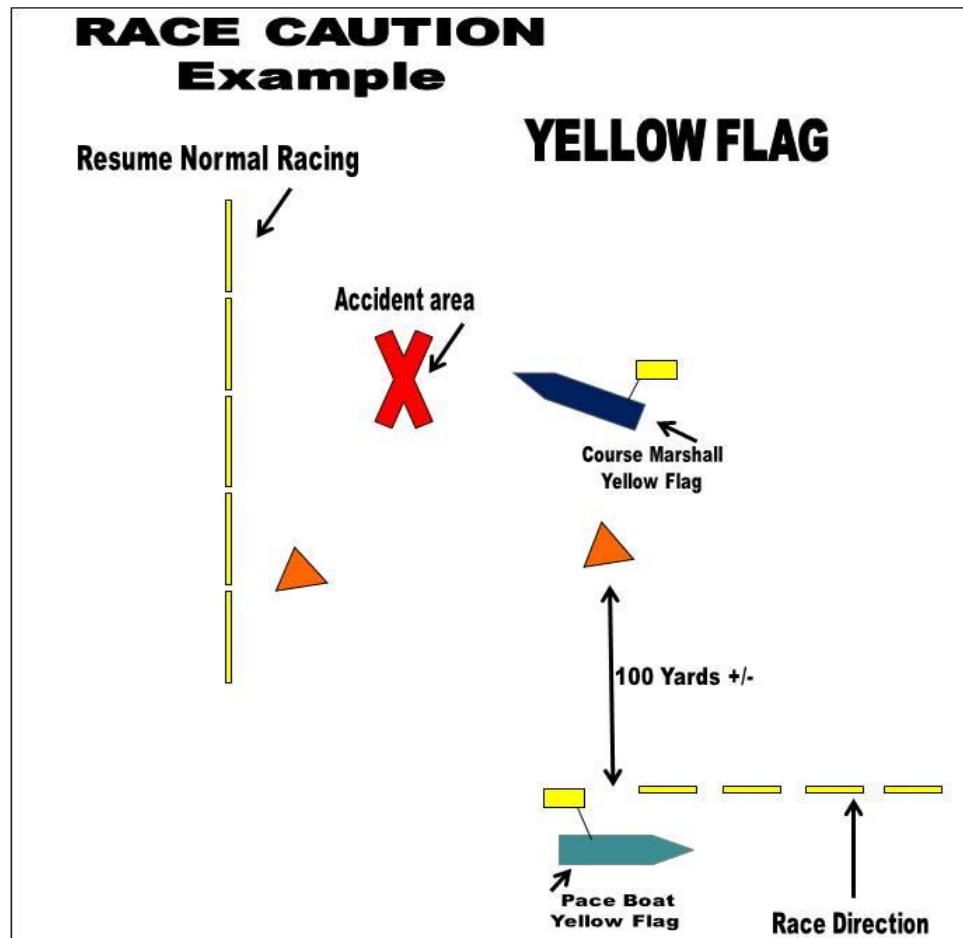 RACE CAUTION
Example
YELLOW FLAG
Resume Normal Racing
Accident area
Course Marshall
Yellow Flag
100 Yards +/-
Pace Boat
Yellow Flag
Race Direction